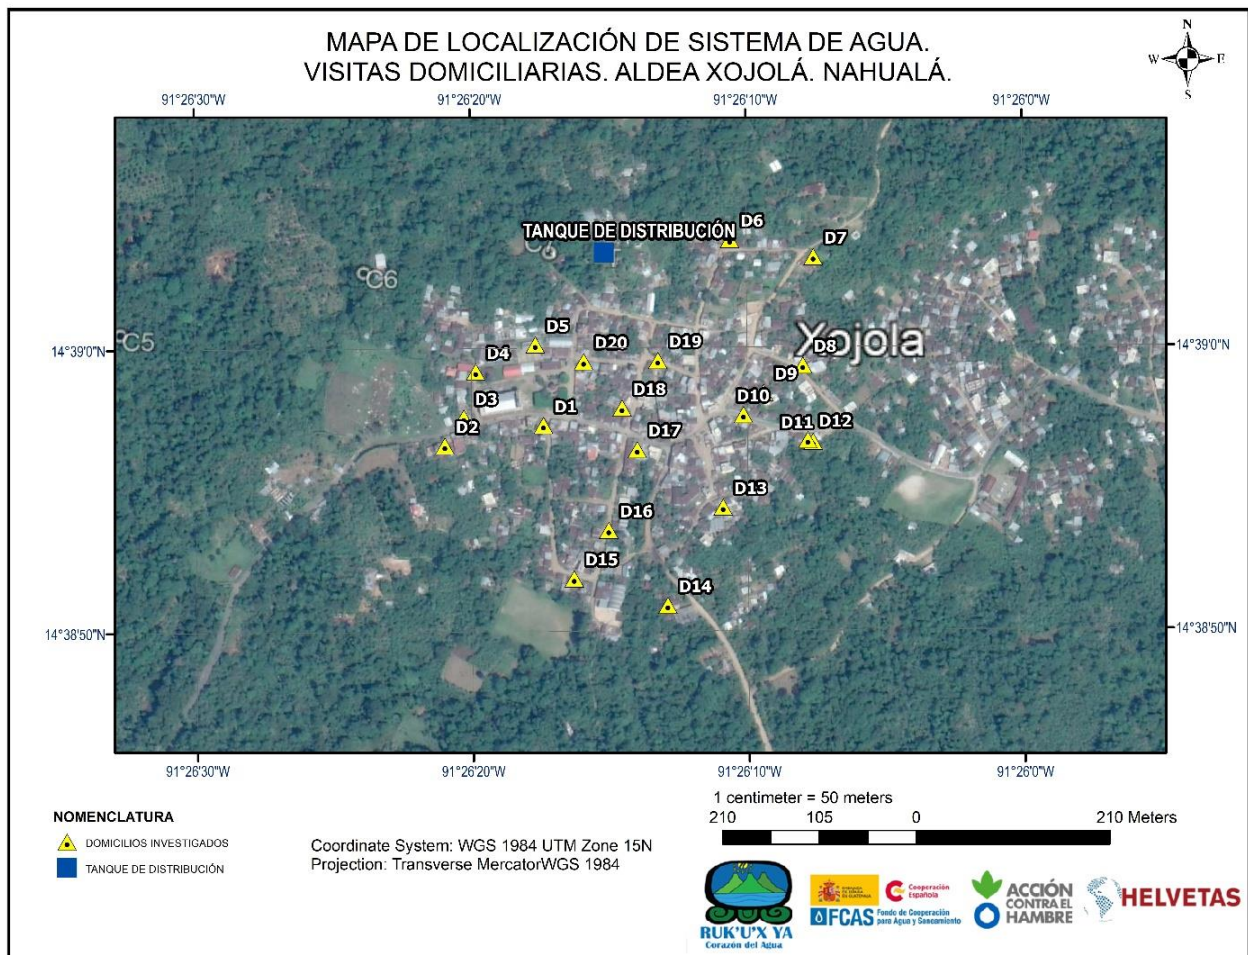 MAPA DE LOCALIZACIÓN DE SISTEMA DE AGUA.
VISITAS DOMICILIARIAS. ALDEA XOJOLÁ. NAHUALÁ.
N
W E
S
91°26'30"W 91°26'20"W 91°26'10"W 91°26'0"W
D6
TANQUE DE DISTRIBUCIÓN
D7
C6
C5
Xojola
D5
D20
D19
D8
14°39'0"N 14°39'0"N
D4
D9
D3
D18
D10
D1
D2
D17
D11
D12
D13
D16
D15
D14
14°38'50"N 14°38'50"N
91°26'30"W 91°26'20"W 91°26'10"W 91°26'0"W
NOMENCLATURA
DOMICILIOS INVESTIGADOS
TANQUE DE DISTRIBUCIÓN
Coordinate System: WGS 1984 UTM Zone 15N
Projection: Transverse MercatorWGS 1984
1 centimeter = 50 meters
210 105 0 210 Meters
RUK'U'X YA
Corazón del Agua
EMBAJADA
DE ESPAÑA
EN GUATEMALA
Cooperación
Española
FCAS
Fondo de Cooperación
para Agua y Saneamiento
ACCIÓN
CONTRA EL
HAMBRE
HELVETAS